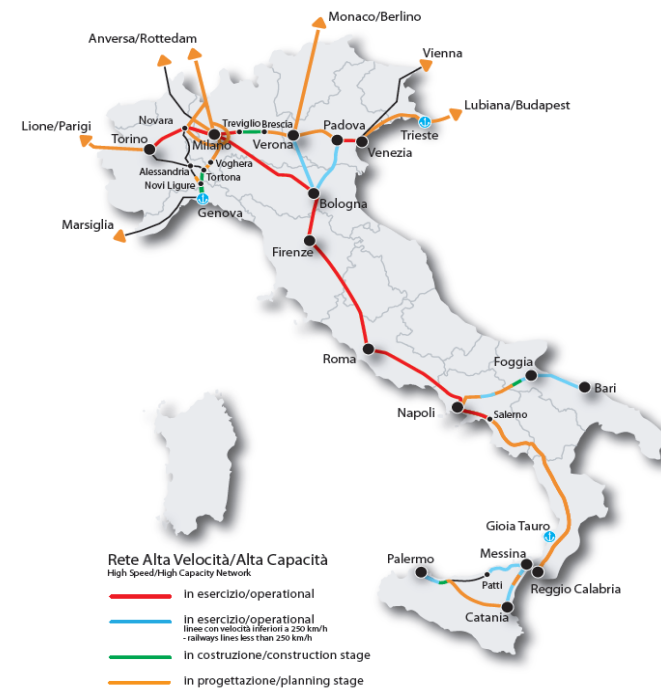 Monaco/Berlino
Anversa/Rottedam
Vienna
Lubiana/Budapest
Lione/Parigi
Novara
Torino
Milano
Treviglio
Brescia
Verona
Padova
Venezia
Trieste
Voghera
Alessandria
Tortona
Novi Ligure
Genova
Bologna
Marsiglia
Firenze
Roma
Foggia
Bari
Napoli
Salerno
Gioia Tauro
Palermo
Messina
Patti
Reggio Calabria
Catania
Rete Alta Velocità/Alta Capacità
High Speed/High Capacity Network
in esercizio/operational
in esercizio/operational
linee con velocità inferiori a 250 km/h
- railways lines less than 250 km/h
in costruzione/construction stage
in progettazione/planning stage